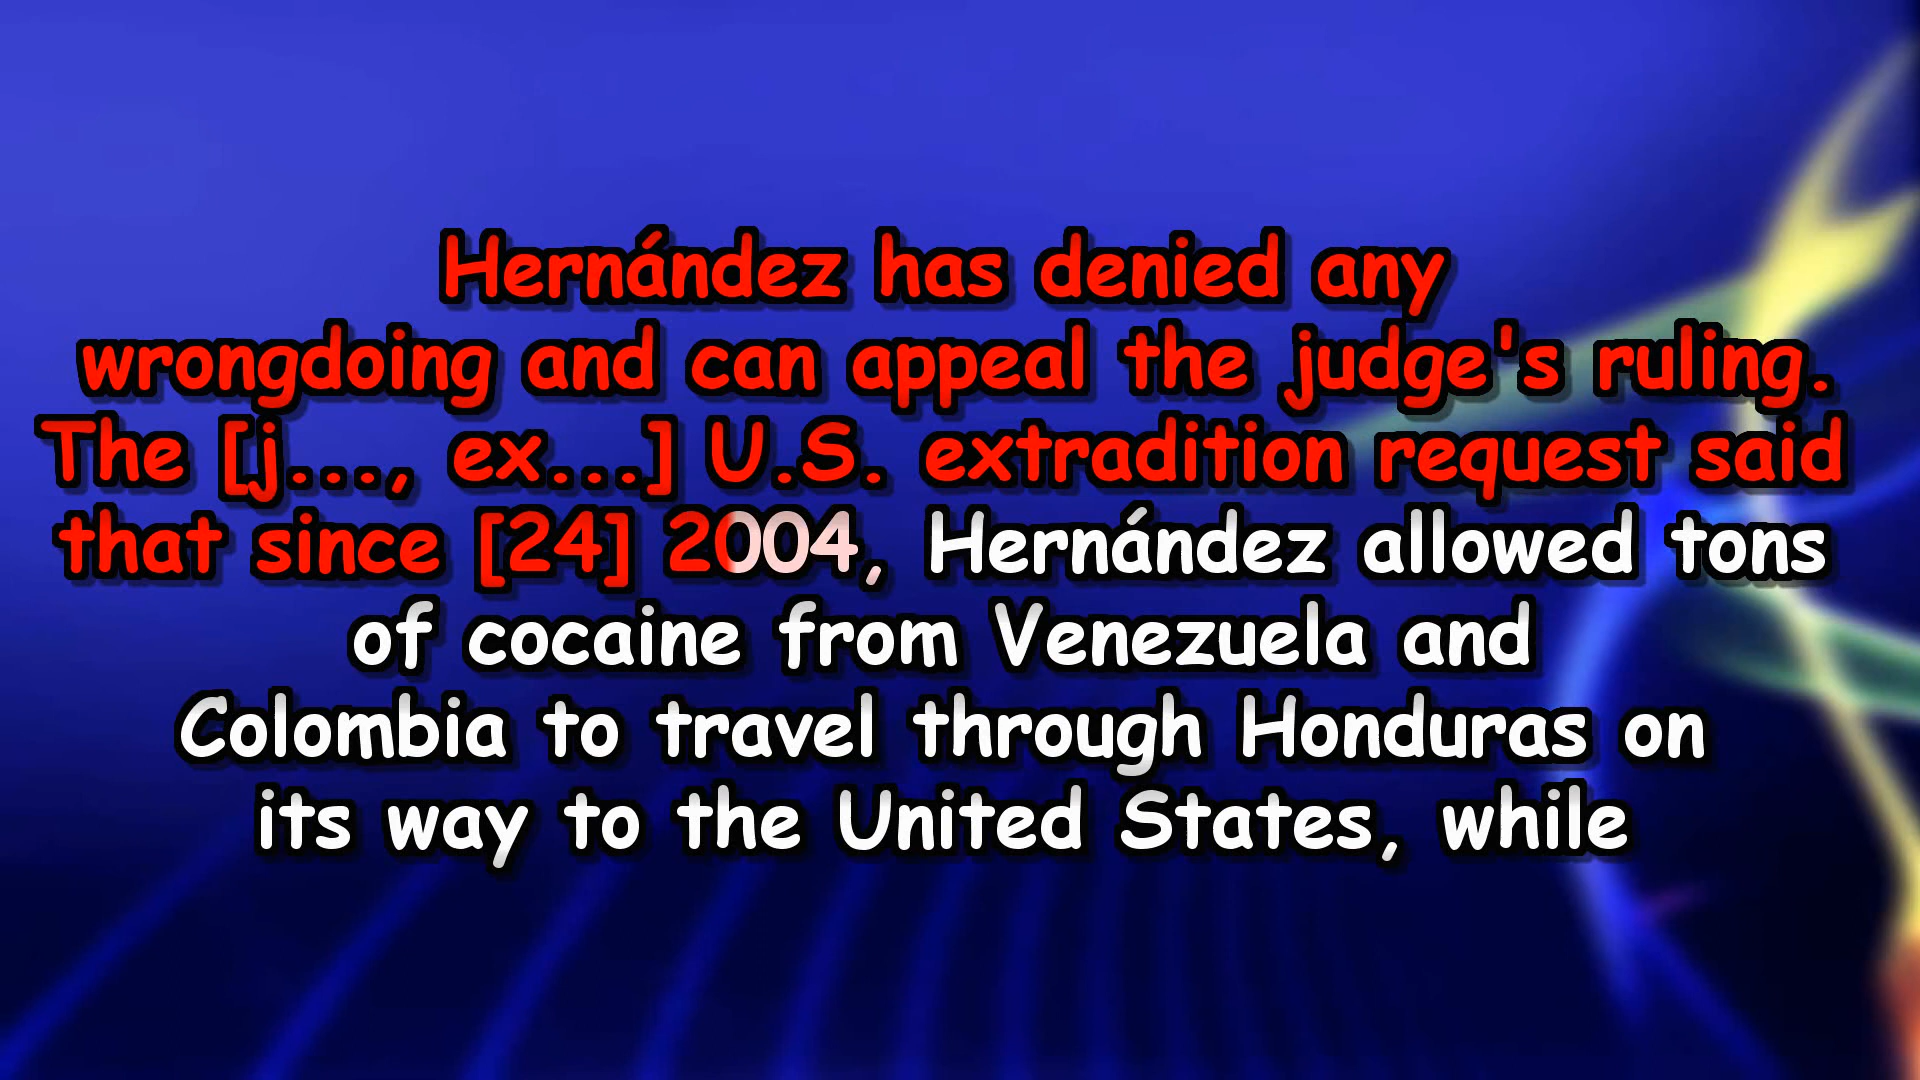 Hernández has denied any
wrongdoing and can appeal the judge's ruling.
The [j..., ex...] U.S. extradition request said
that since [24] 2004, Hernández allowed tons
of cocaine from Venezuela and
Colombia to travel through Honduras on
its way to the United States, while